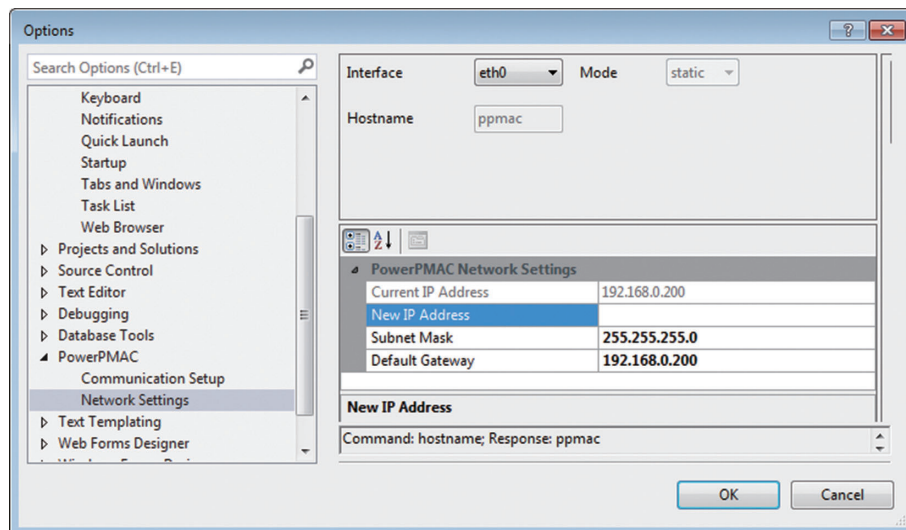 Options
Search Options (Ctrl+E)
Keyboard
Notifications
Quick Launch
Startup
Tabs and Windows
Task List
Web Browser
Projects and Solutions
Source Control
Text Editor
Debugging
Database Tools
PowerPMAC
Communication Setup
Network Settings
Text Templating
Web Forms Designer
Interface eth0 Mode static
Hostname ppmac
PowerPMAC Network Settings
Current IP Address 192.168.0.200
New IP Address
Subnet Mask 255.255.255.0
Default Gateway 192.168.0.200
New IP Address
Command: hostname; Response: ppmac
OK Cancel